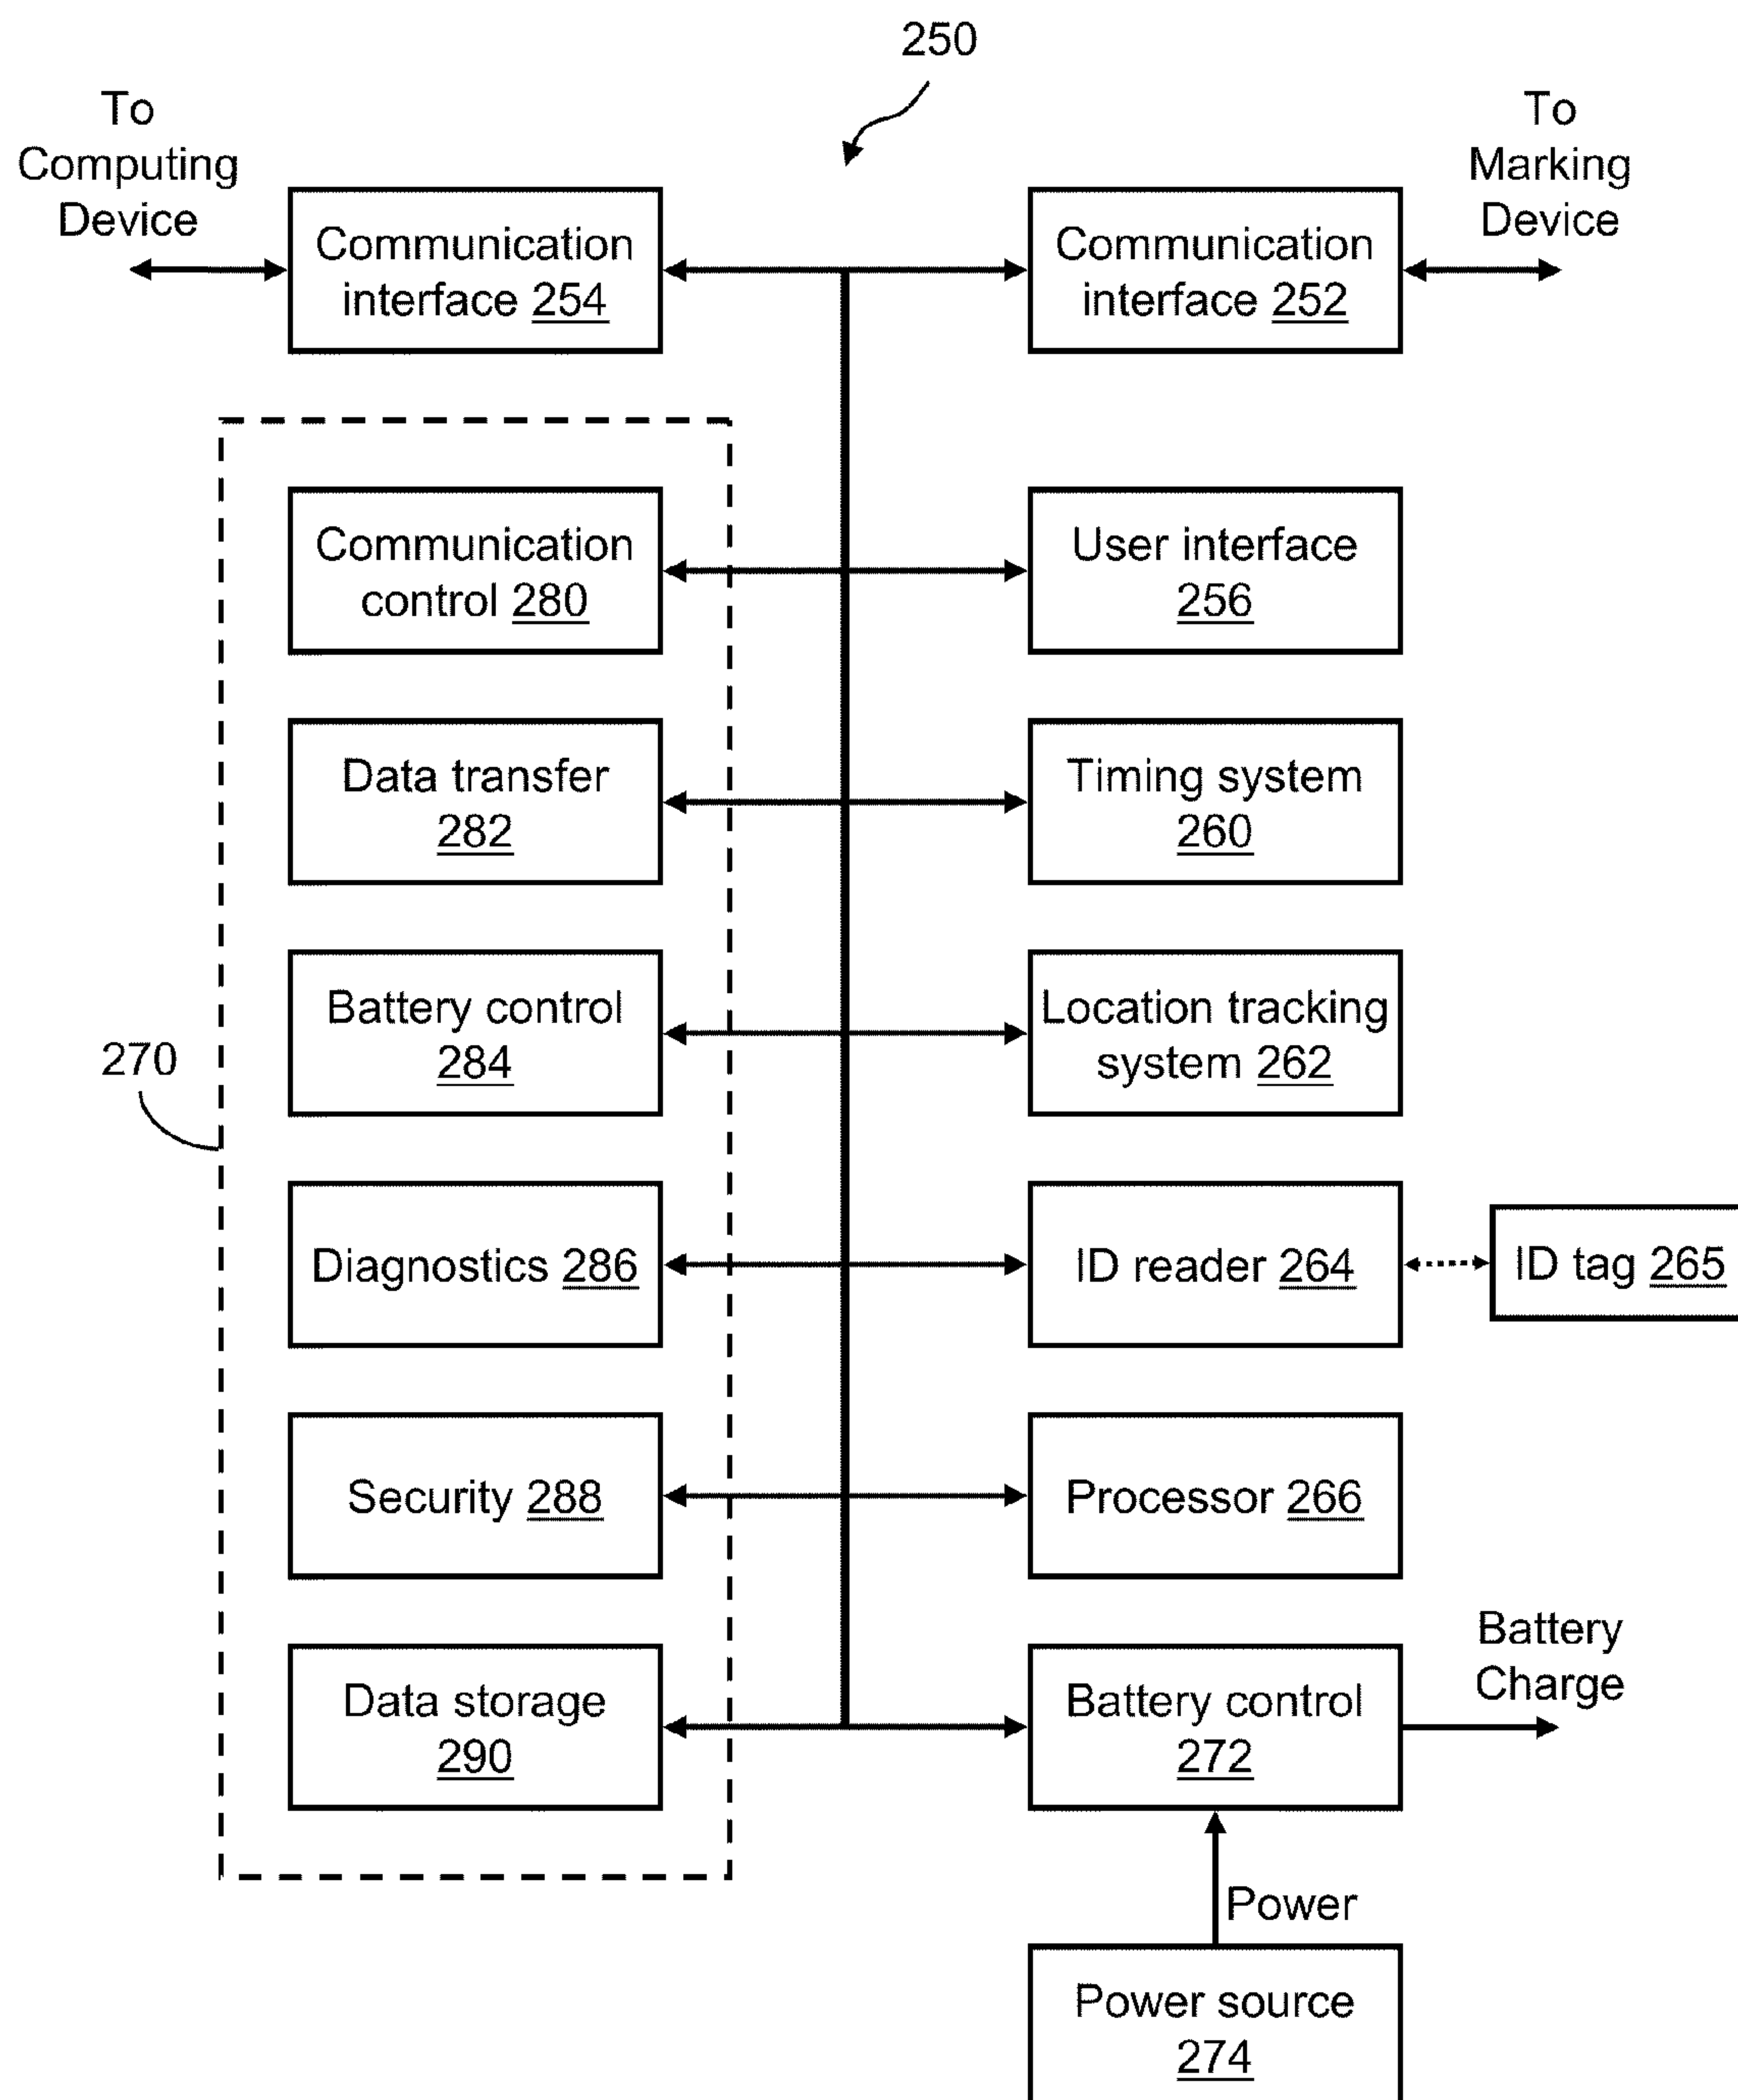 250
To
Computing
Device
To
Marking
Device
Communication
interface 254
Communication
interface 252
Communication
control 280
User interface
256
Data transfer
282
Timing system
260
Battery control
284
Location tracking
system 262
270
Diagnostics 286
ID reader 264
ID tag 265
Security 288
Processor 266
Data storage
290
Battery control
272
Battery
Charge
Power
Power source
274